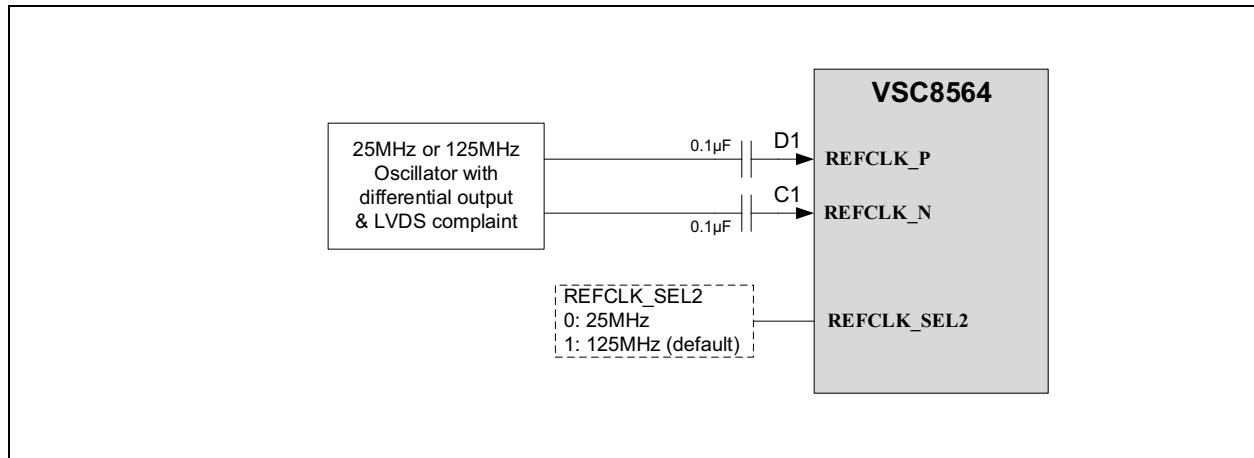 VSC8564
25MHz or 125MHz
Oscillator with
differential output
& LVDS complaint
0.1µF
D1
REFCLK_P
C1
REFCLK_N
0.1µF
REFCLK_SEL2
0: 25MHz
1: 125MHz (default)
REFCLK_SEL2